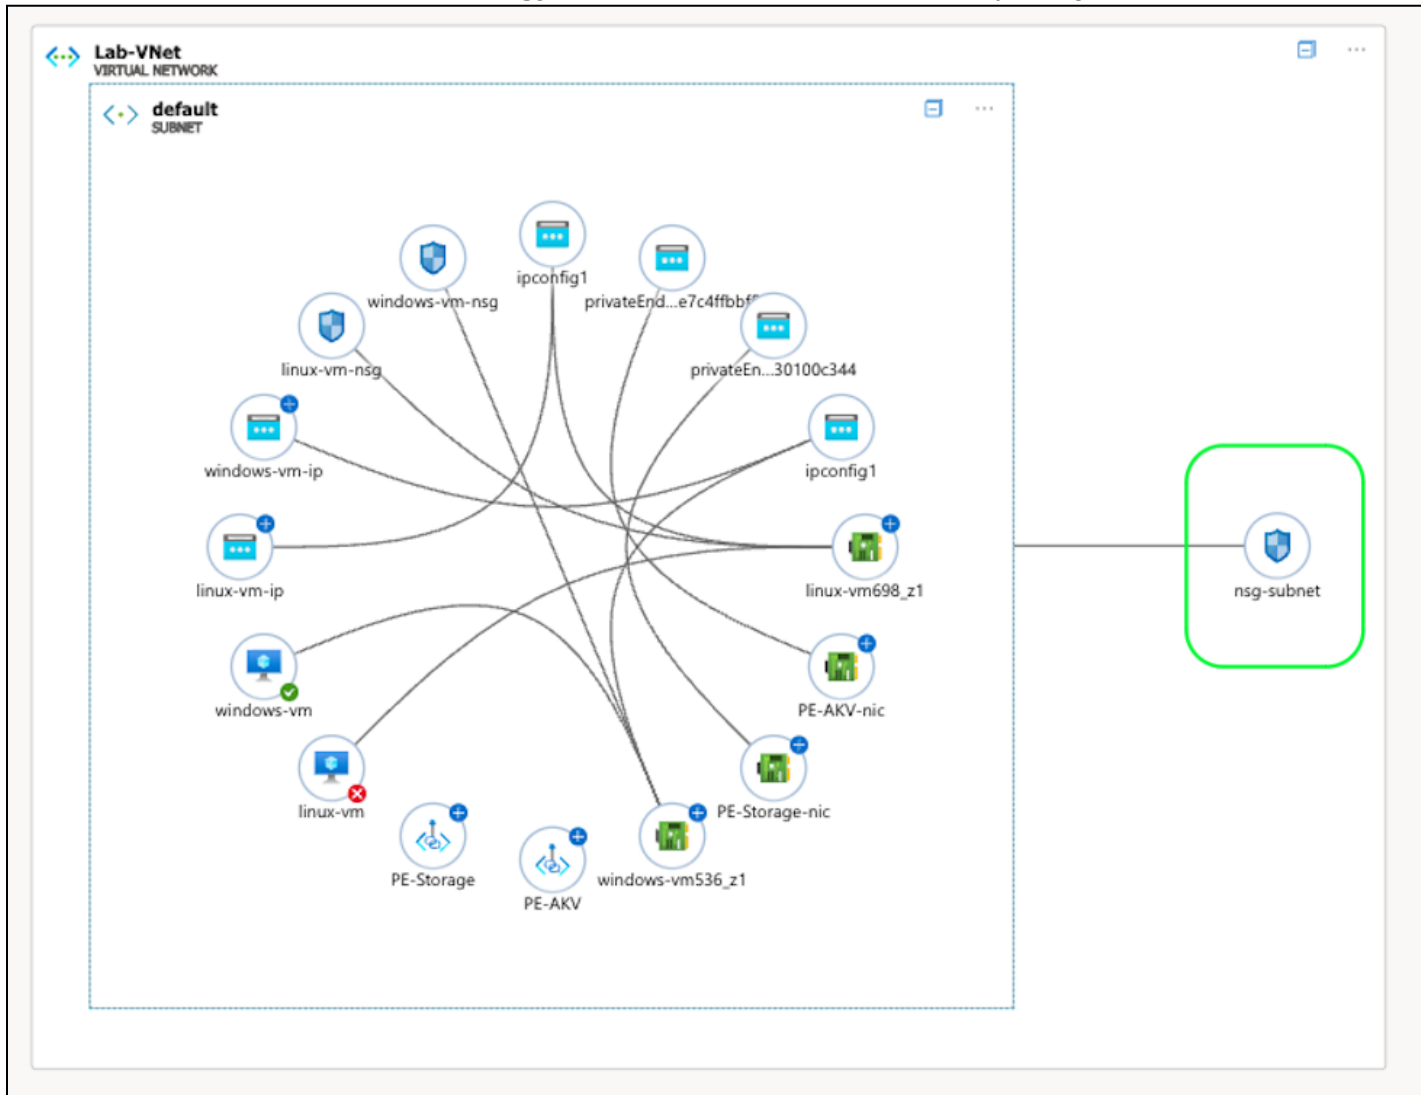 Lab-VNet
VIRTUAL NETWORK
default
SUBNET
ipconfig1
windows-vm-nsg
privateEnd...e7c4ffbbf
linux-vm-nsg
privateEn...30100c344
windows-vm-ip
ipconfig1
linux-vm-ip
linux-vm698_z1
nsg-subnet
windows-vm
PE-AKV-nic
linux-vm
PE-Storage-nic
PE-Storage
windows-vm536_z1
PE-AKV